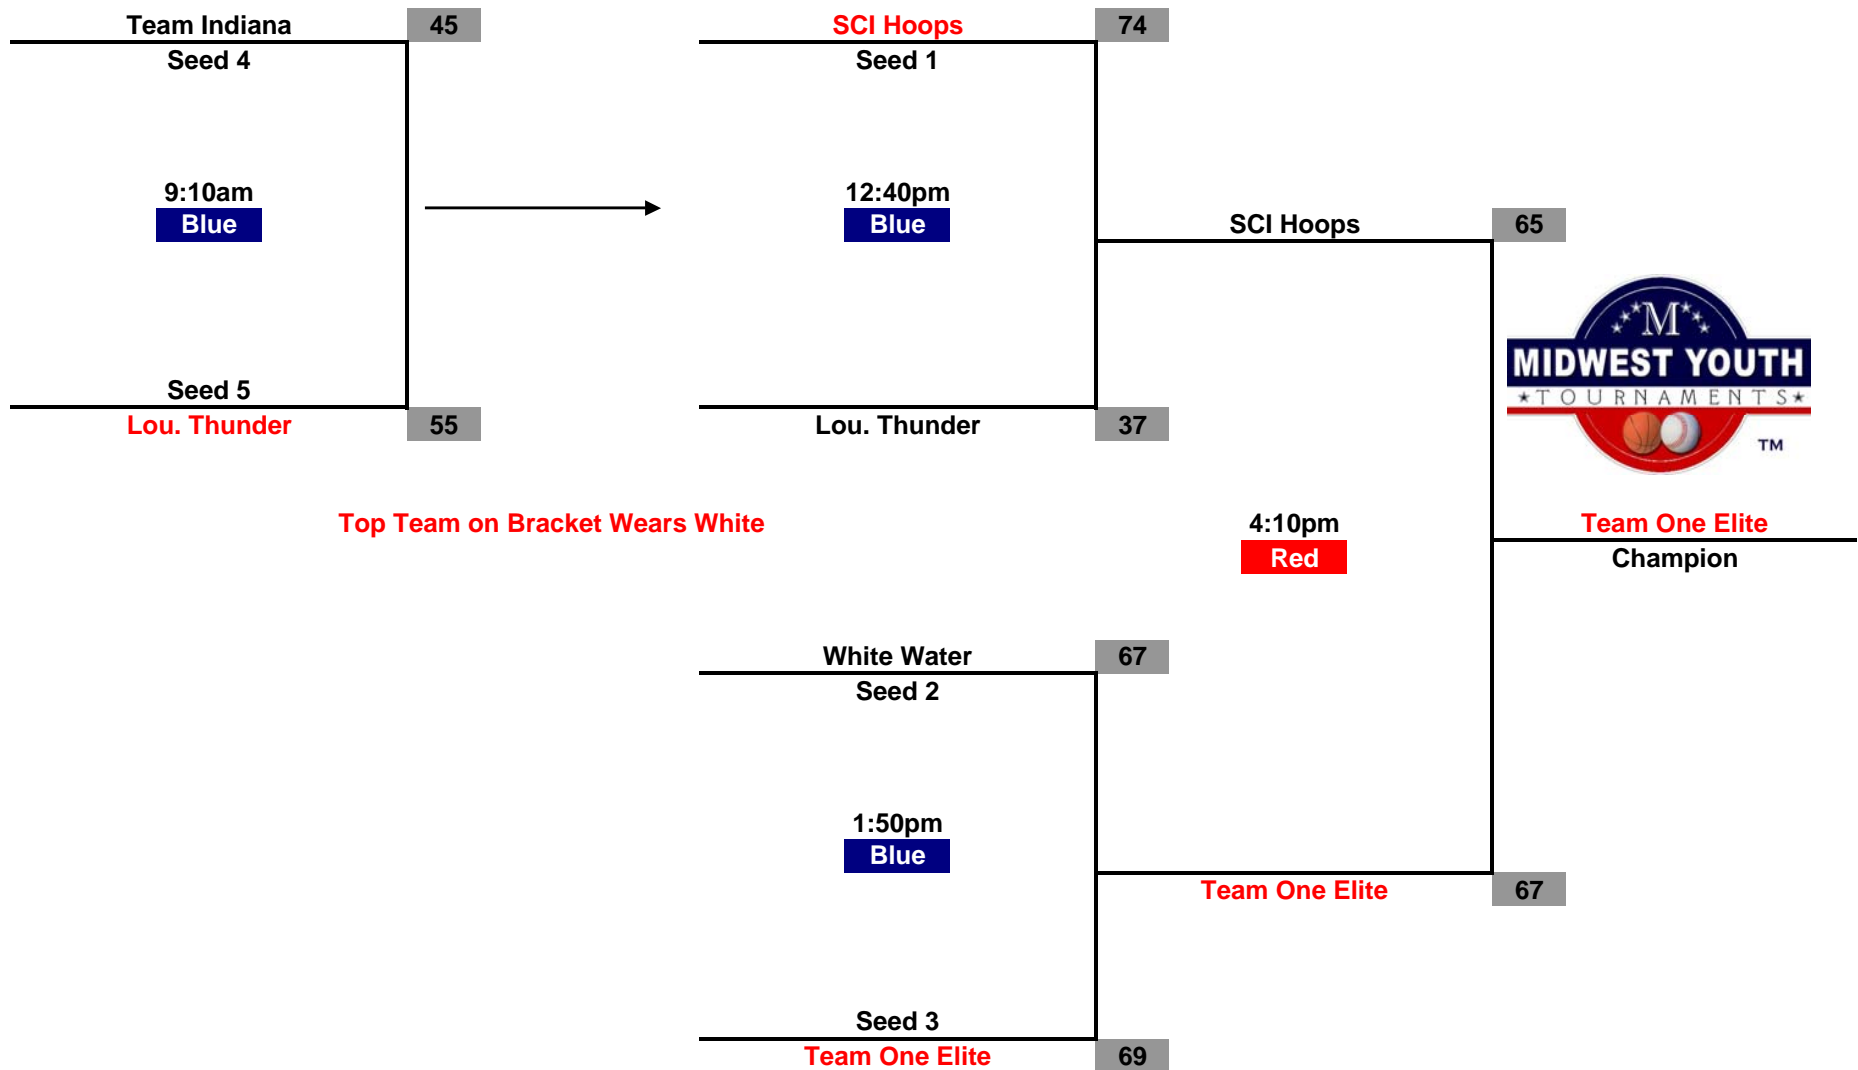 Team Indiana 45
Seed 4
9:10am
Blue
Seed 5
Lou. Thunder 55
SCI Hoops 74
Seed 1
12:40pm
Blue
Lou. Thunder 37
SCI Hoops 65
M
MIDWEST YOUTH
TOURNAMENTS
TM
Top Team on Bracket Wears White
4:10pm
Red
Team One Elite
Champion
White Water 67
Seed 2
1:50pm
Blue
Team One Elite 67
Seed 3
Team One Elite 69